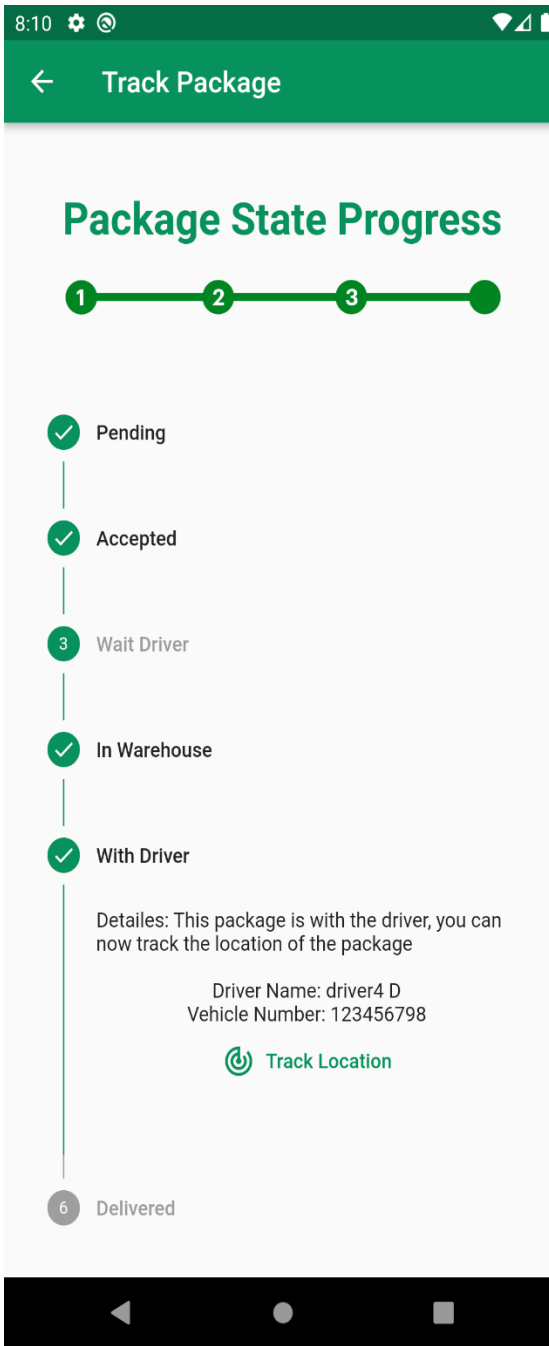 8:10
Track Package
Package State Progress
1 2 3
Pending
Accepted
3 Wait Driver
In Warehouse
With Driver
Detailes: This package is with the driver, you can
now track the location of the package
Driver Name: driver4 D
Vehicle Number: 123456798
Track Location
6 Delivered